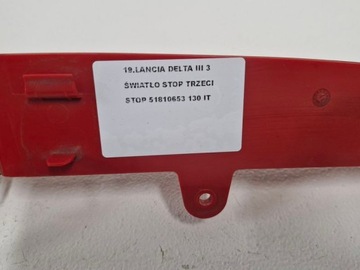 19.LANCIA DELTA III 3
ŚWIATŁO STOP TRZECI
STOP 51810653 130 IT